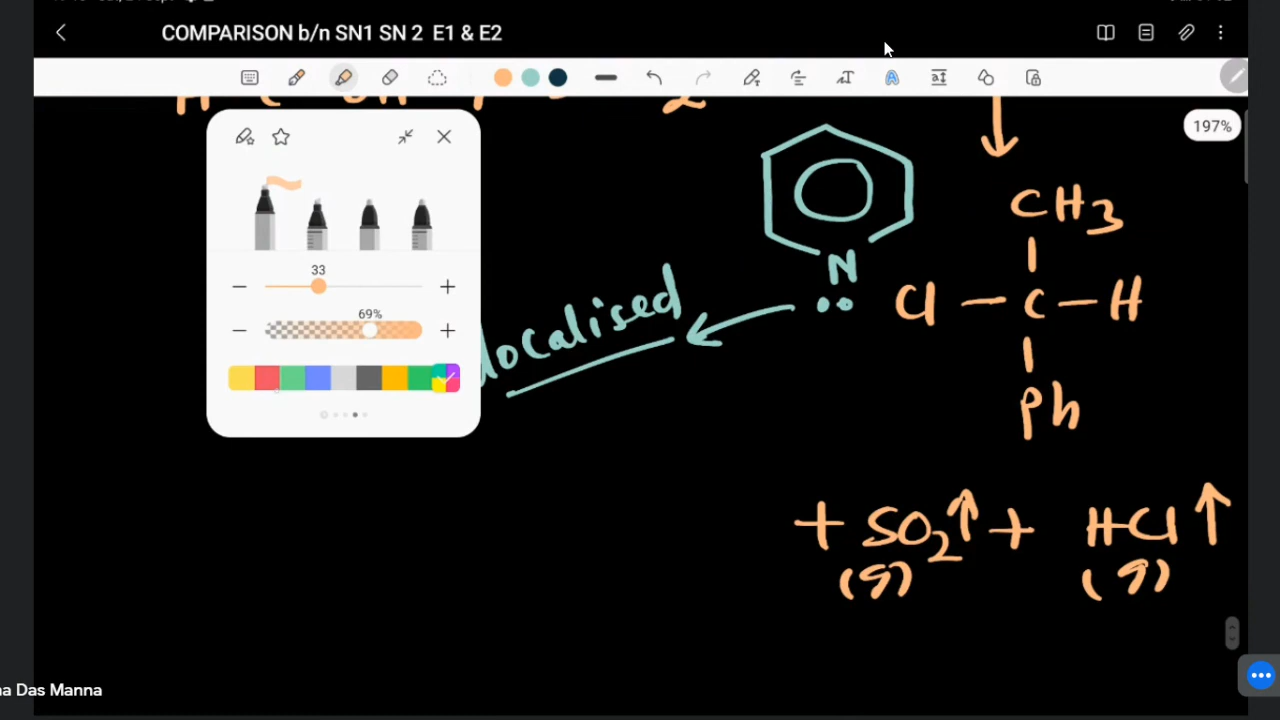 COMPARISON b/n SN1 SN 2 E1 & E2
197%
33
69%
localised
N
CH3
Cl — C — H
Ph
+ SO2↑ + HCl↑
(g) (g)
a Das Manna